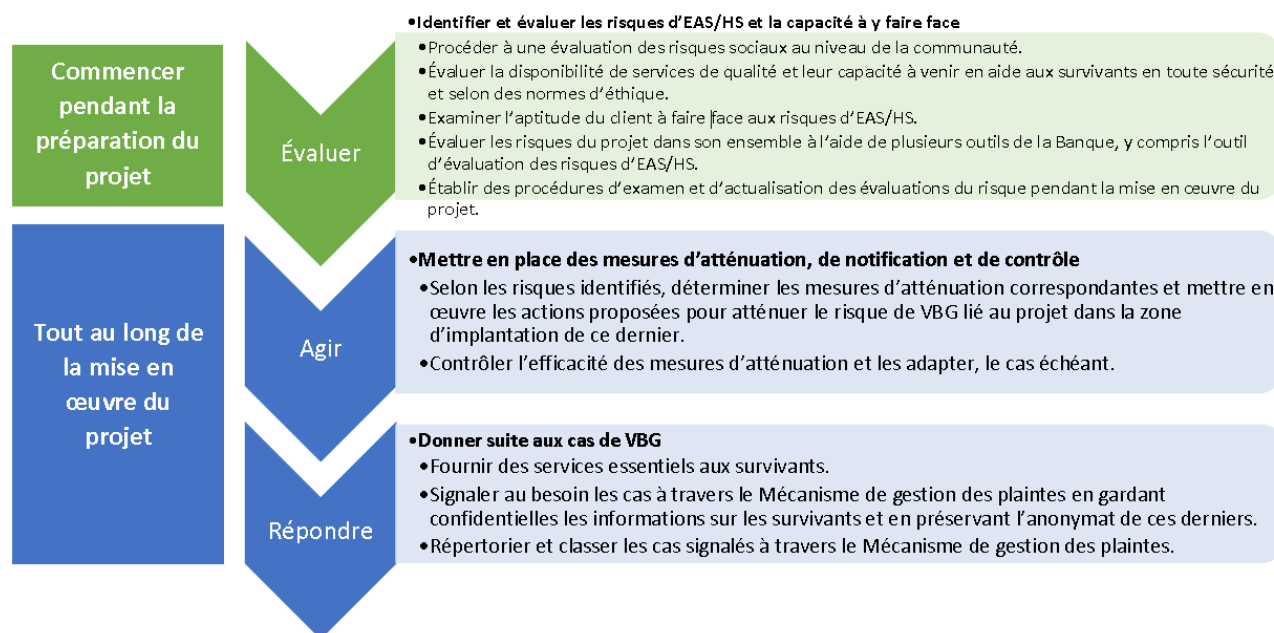 Commencer
pendant la
préparation du
projet
Évaluer
•Identifier et évaluer les risques d'EAS/HS et la capacité à y faire face
•Procéder à une évaluation des risques sociaux au niveau de la communauté.
•Évaluer la disponibilité de services de qualité et leur capacité à venir en aide aux survivants en toute sécurité
et selon des normes d'éthique.
•Examiner l'aptitude du client à faire face aux risques d'EAS/HS.
•Évaluer les risques du projet dans son ensemble à l'aide de plusieurs outils de la Banque, y compris l'outil
d'évaluation des risques d'EAS/HS.
•Établir des procédures d'examen et d'actualisation des évaluations du risque pendant la mise en œuvre du
projet.
Tout au long de
la mise en
œuvre du
projet
Agir
•Mettre en place des mesures d'atténuation, de notification et de contrôle
•Selon les risques identifiés, déterminer les mesures d'atténuation correspondantes et mettre en
œuvre les actions proposées pour atténuer le risque de VBG lié au projet dans la zone
d'implantation de ce dernier.
•Contrôler l'efficacité des mesures d'atténuation et les adapter, le cas échéant.
Répondre
•Donner suite aux cas de VBG
•Fournir des services essentiels aux survivants.
•Signaler au besoin les cas à travers le Mécanisme de gestion des plaintes en gardant
confidentielles les informations sur les survivants et en préservant l'anonymat de ces derniers.
•Répertorier et classer les cas signalés à travers le Mécanisme de gestion des plaintes.